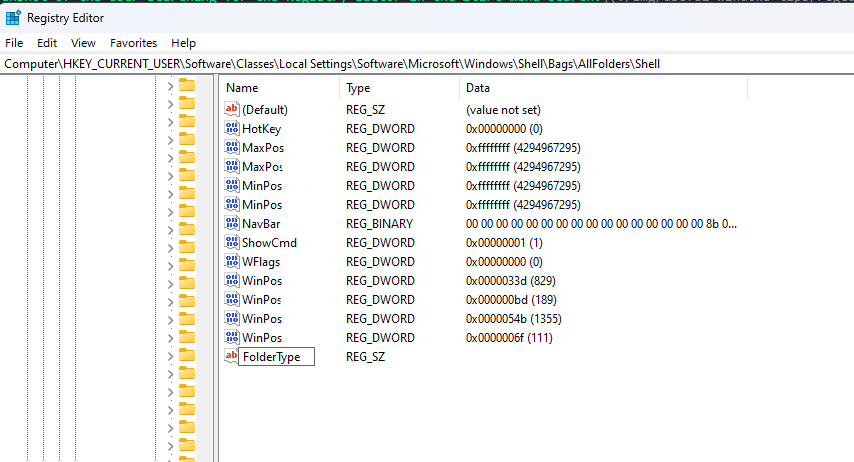 Registry Editor
File Edit View Favorites Help
Computer\HKEY_CURRENT_USER\Software\Classes\Local Settings\Software\Microsoft\Windows\Shell\Bags\AllFolders\Shell
Name Type Data
ab (Default) REG_SZ (value not set)
HotKey REG_DWORD 0x00000000 (0)
MaxPos REG_DWORD 0xffffffff (4294967295)
MaxPos REG_DWORD 0xffffffff (4294967295)
MinPos REG_DWORD 0xffffffff (4294967295)
MinPos REG_DWORD 0xffffffff (4294967295)
NavBar REG_BINARY 00 00 00 00 00 00 00 00 00 00 00 00 00 00 00 00 8b 0...
ShowCmd REG_DWORD 0x00000001 (1)
WFlags REG_DWORD 0x00000000 (0)
WinPos REG_DWORD 0x0000033d (829)
WinPos REG_DWORD 0x000000bd (189)
WinPos REG_DWORD 0x0000054b (1355)
WinPos REG_DWORD 0x0000006f (111)
ab FolderType REG_SZ